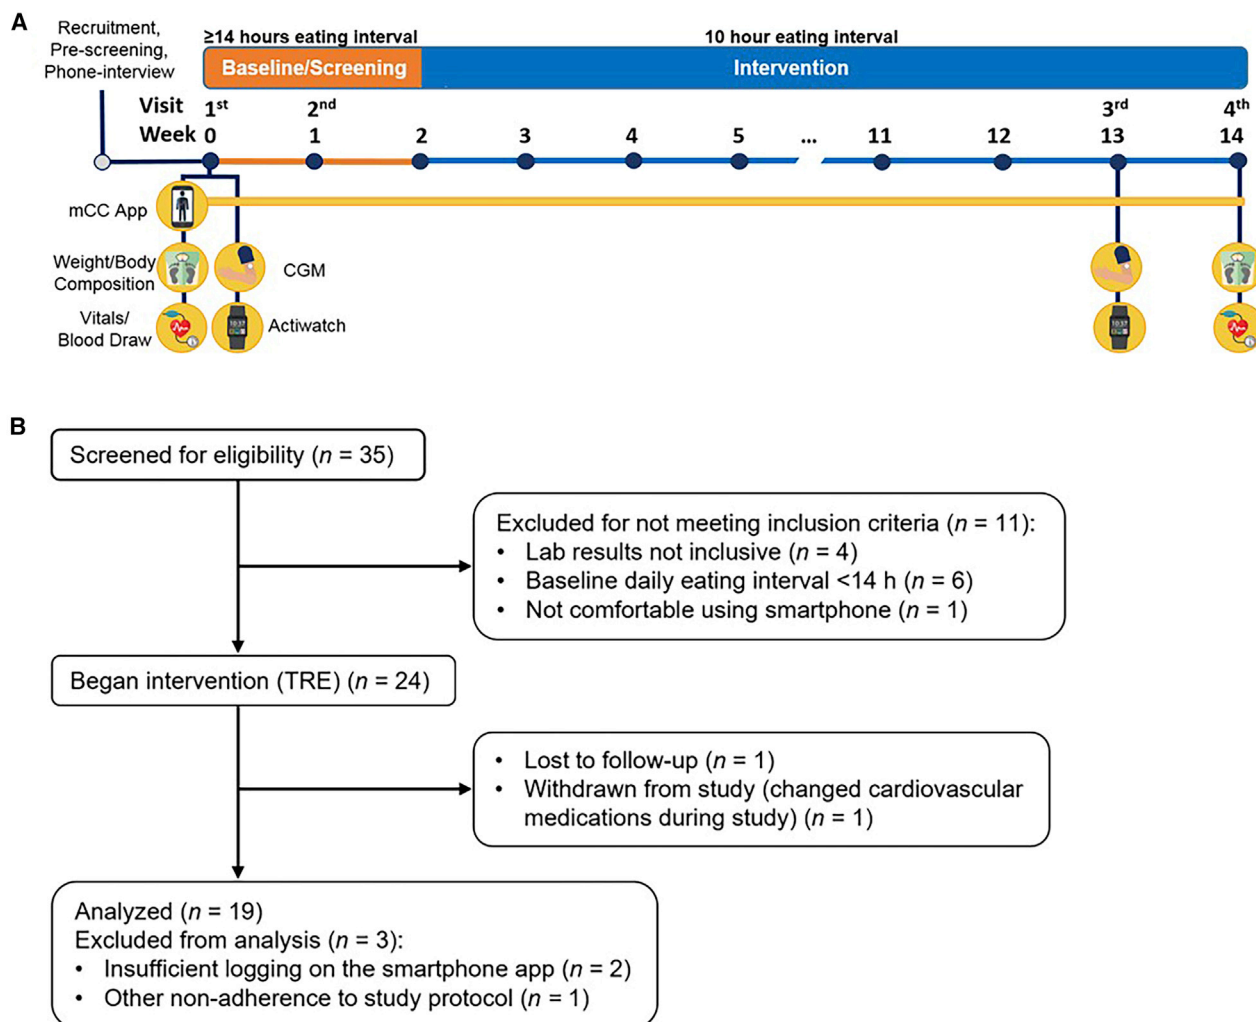 A
Recruitment,
Pre-screening,
Phone-interview
≥14 hours eating interval
10 hour eating interval
Baseline/Screening
Intervention
Visit 1st 2nd 3rd 4th
Week 0 1 2 3 4 5 ... 11 12 13 14
mCC App
Weight/Body
Composition
CGM
Vitals/
Blood Draw
Actiwatch
B
Screened for eligibility (n = 35)
Excluded for not meeting inclusion criteria (n = 11):
• Lab results not inclusive (n = 4)
• Baseline daily eating interval <14 h (n = 6)
• Not comfortable using smartphone (n = 1)
Began intervention (TRE) (n = 24)
• Lost to follow-up (n = 1)
• Withdrawn from study (changed cardiovascular
medications during study) (n = 1)
Analyzed (n = 19)
Excluded from analysis (n = 3):
• Insufficient logging on the smartphone app (n = 2)
• Other non-adherence to study protocol (n = 1)